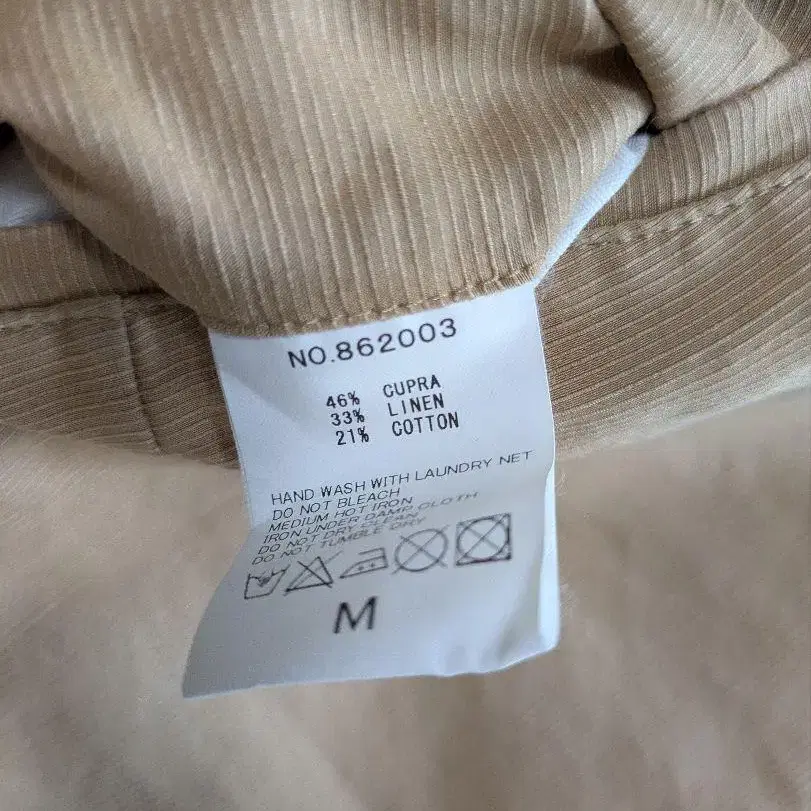 NO.862003
46% CUPRA
33% LINEN
21% COTTON
HAND WASH WITH LAUNDRY NET
DO NOT BLEACH
MEDIUM HOT IRON
IRON UNDER DAMP CLOTH
DO NOT DRY CLEAN
DO NOT TUMBLE DRY
M